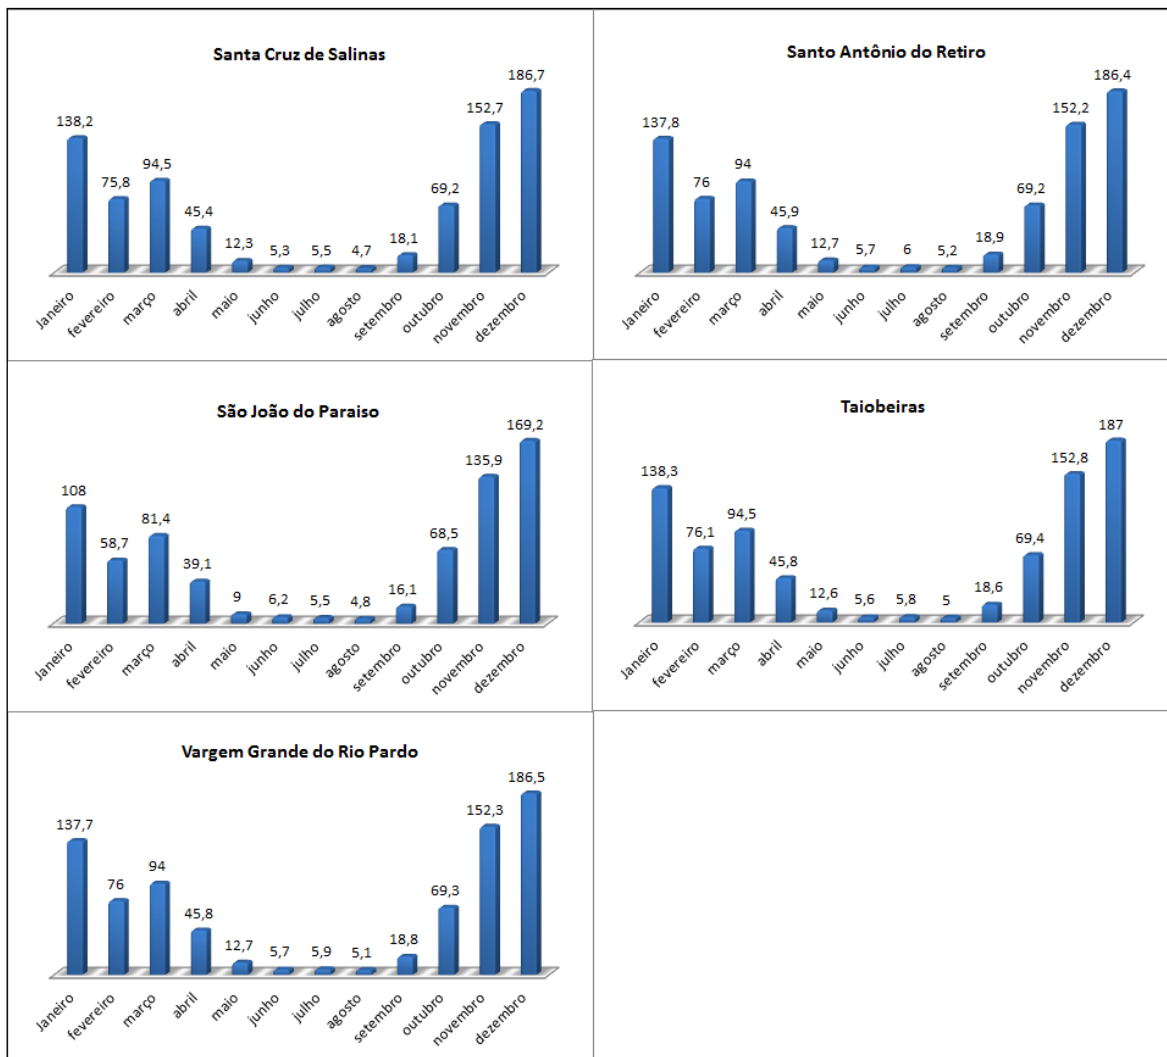 Santa Cruz de Salinas
138,2
75,8
94,5
45,4
12,3
5,3
5,5
4,7
18,1
69,2
152,7
186,7
Janeiro
fevereiro
março
abril
maio
junho
julho
agosto
setembro
outubro
novembro
dezembro
Santo Antônio do Retiro
137,8
76
94
45,9
12,7
5,7
6
5,2
18,9
69,2
152,2
186,4
Janeiro
fevereiro
março
abril
maio
junho
julho
agosto
setembro
outubro
novembro
dezembro
São João do Paraiso
108
58,7
81,4
39,1
9
6,2
5,5
4,8
16,1
68,5
135,9
169,2
Janeiro
fevereiro
março
abril
maio
junho
julho
agosto
setembro
outubro
novembro
dezembro
Taiobeiras
138,3
76,1
94,5
45,8
12,6
5,6
5,8
5
18,6
69,4
152,8
187
Janeiro
fevereiro
março
abril
maio
junho
julho
agosto
setembro
outubro
novembro
dezembro
Vargem Grande do Rio Pardo
137,7
76
94
45,8
12,7
5,7
5,9
5,1
18,8
69,3
152,3
186,5
Janeiro
fevereiro
março
abril
maio
junho
julho
agosto
setembro
outubro
novembro
dezembro